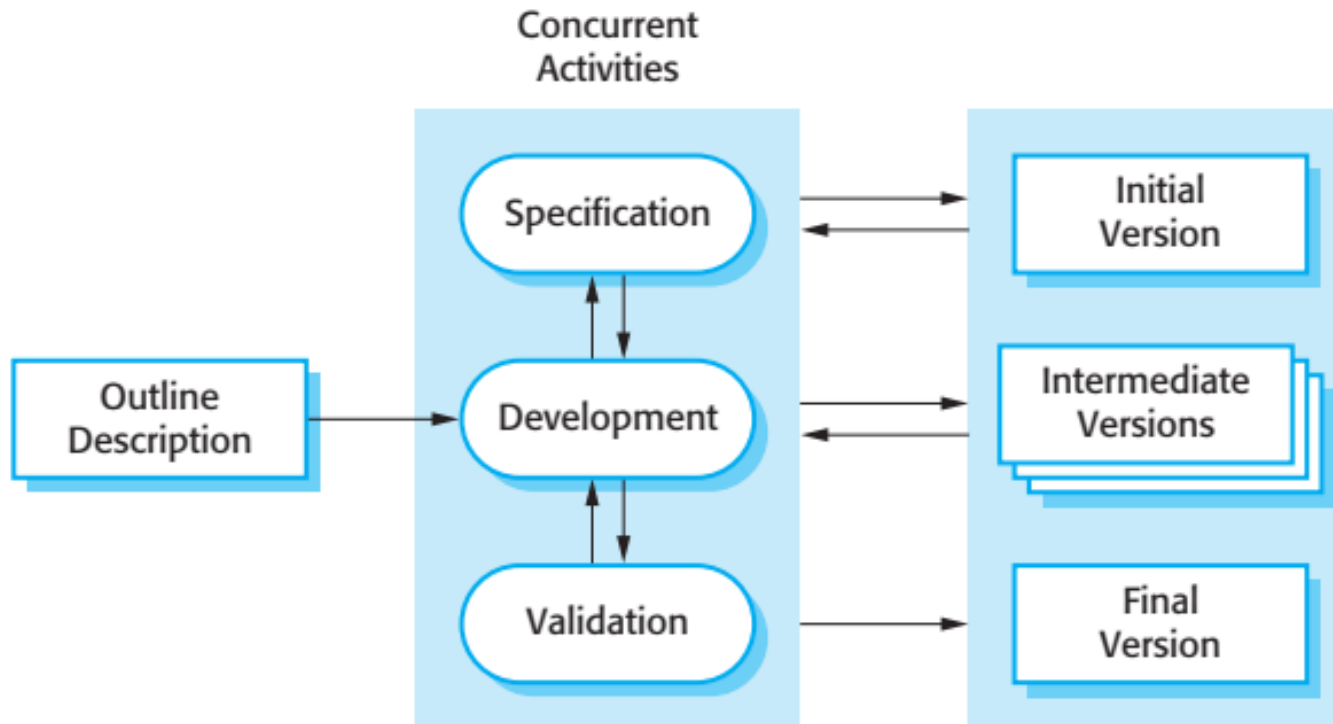 Concurrent
Activities
Specification
Initial
Version
Outline
Description
Development
Intermediate
Versions
Validation
Final
Version